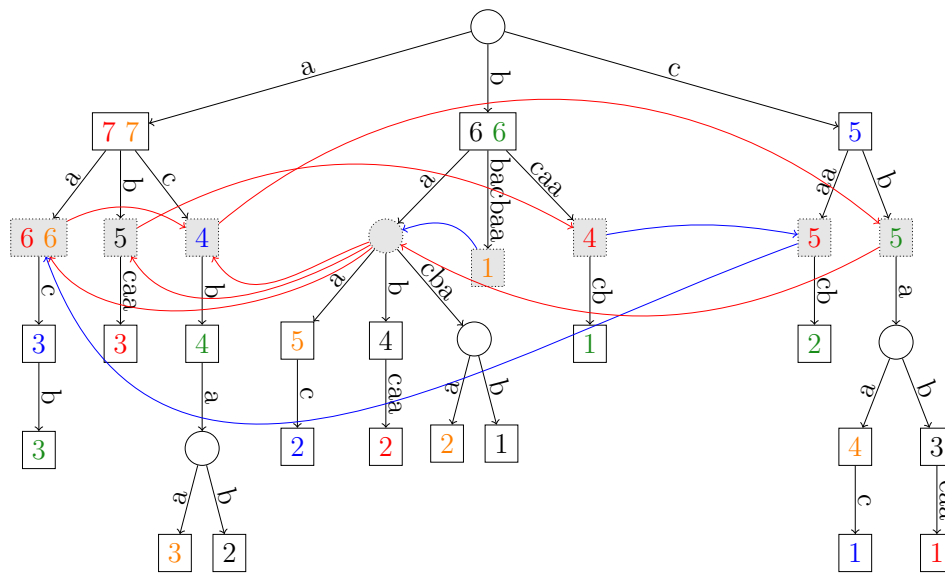 a b c
7 7 6 6 5
a b c a bacbaa caa aa b
6 6 5 4 1 4 5 5
c caa b a b cba cb cb a
3 3 4 5 4 1 2
b a c caa a b a b
3 2 2 2 1 4 3
a b c caa
3 2 1 1